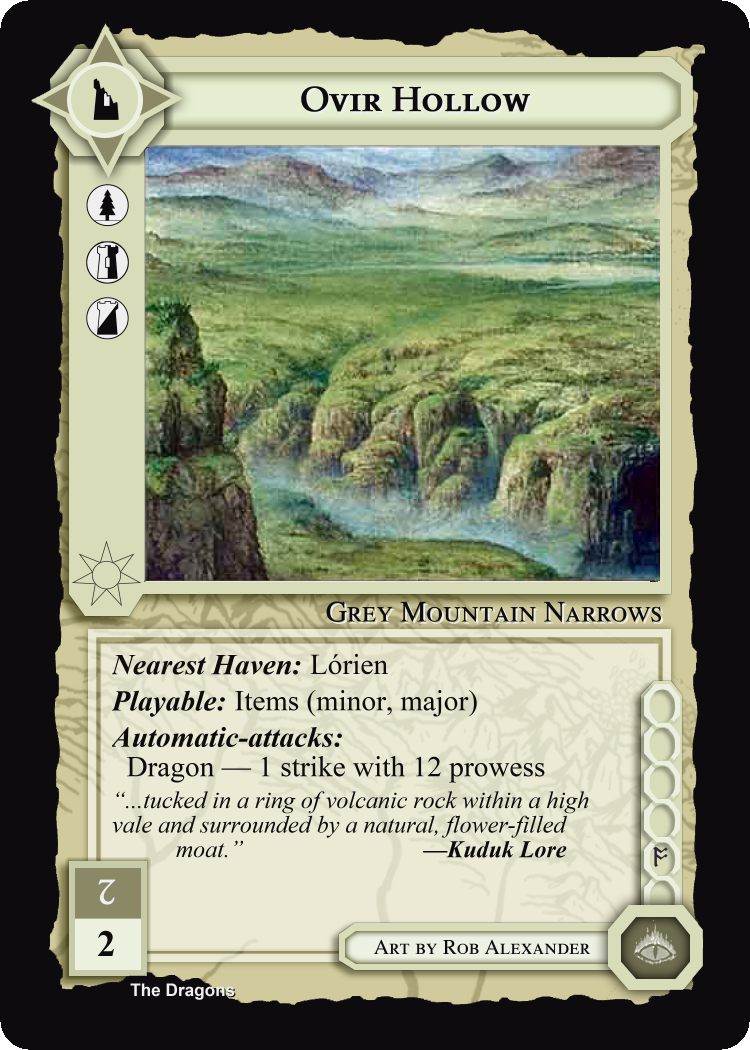 Ovir Hollow
Grey Mountain Narrows
Nearest Haven: Lórien
Playable: Items (minor, major)
Automatic-attacks:
Dragon — 1 strike with 12 prowess
“...tucked in a ring of volcanic rock within a high
vale and surrounded by a natural, flower-filled
moat.” —Kuduk Lore
2
Art by Rob Alexander
The Dragons